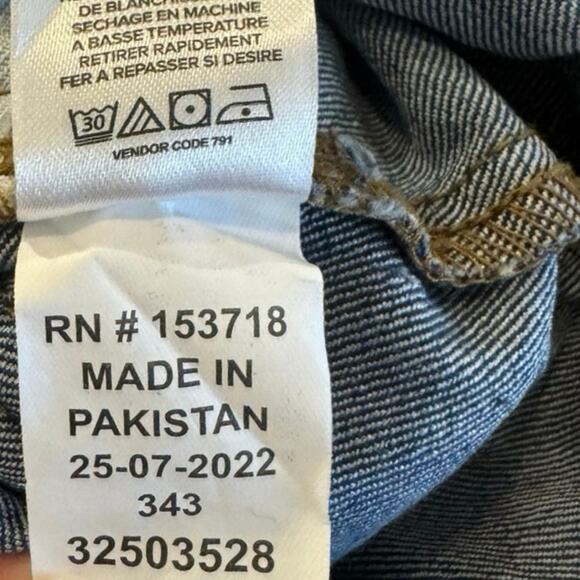 DE BLANCHI
SECHAGE EN MACHINE
A BASSE TEMPERATURE
RETIRER RAPIDEMENT
FER A REPASSER SI DESIRE
30
VENDOR CODE 791
RN # 153718
MADE IN
PAKISTAN
25-07-2022
343
32503528